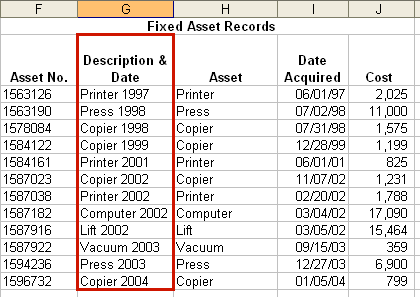 F G H I J
Fixed Asset Records
Asset No. Description & Date Asset Date Acquired Cost
1563126 Printer 1997 Printer 06/01/97 2,025
1563190 Press 1998 Press 07/02/98 11,000
1578084 Copier 1998 Copier 07/31/98 1,575
1584122 Copier 1999 Copier 12/28/99 1,199
1584161 Printer 2001 Printer 06/01/01 825
1587023 Copier 2002 Copier 11/07/02 1,231
1587038 Printer 2002 Printer 02/20/02 1,788
1587182 Computer 2002 Computer 03/04/02 17,090
1587916 Lift 2002 Lift 03/05/02 15,464
1587922 Vacuum 2003 Vacuum 09/15/03 359
1594236 Press 2003 Press 12/27/03 6,900
1596732 Copier 2004 Copier 01/05/04 799